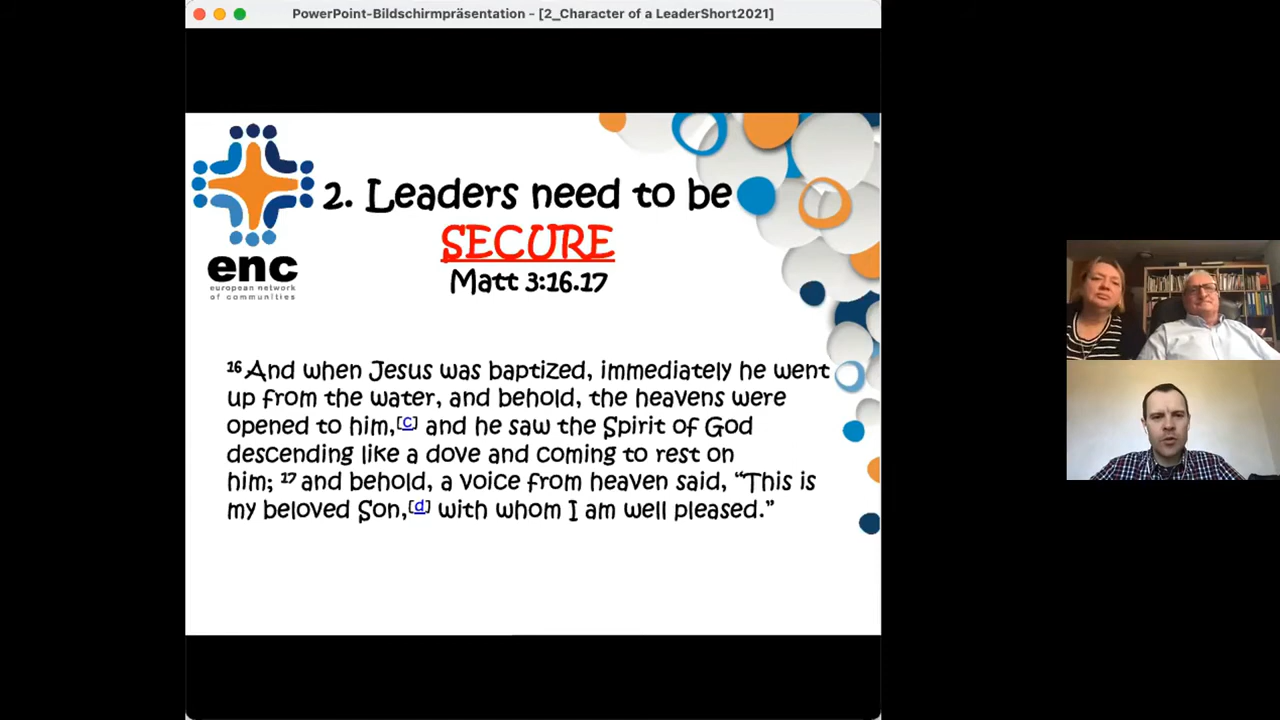 PowerPoint-Bildschirmpräsentation - [2_Character of a LeaderShort2021]
2. Leaders need to be
SECURE
Matt 3:16.17
enc
european network
of communities
16 And when Jesus was baptized, immediately he went
up from the water, and behold, the heavens were
opened to him,[c] and he saw the Spirit of God
descending like a dove and coming to rest on
him; 17 and behold, a voice from heaven said, “This is
my beloved Son,[d] with whom I am well pleased.”